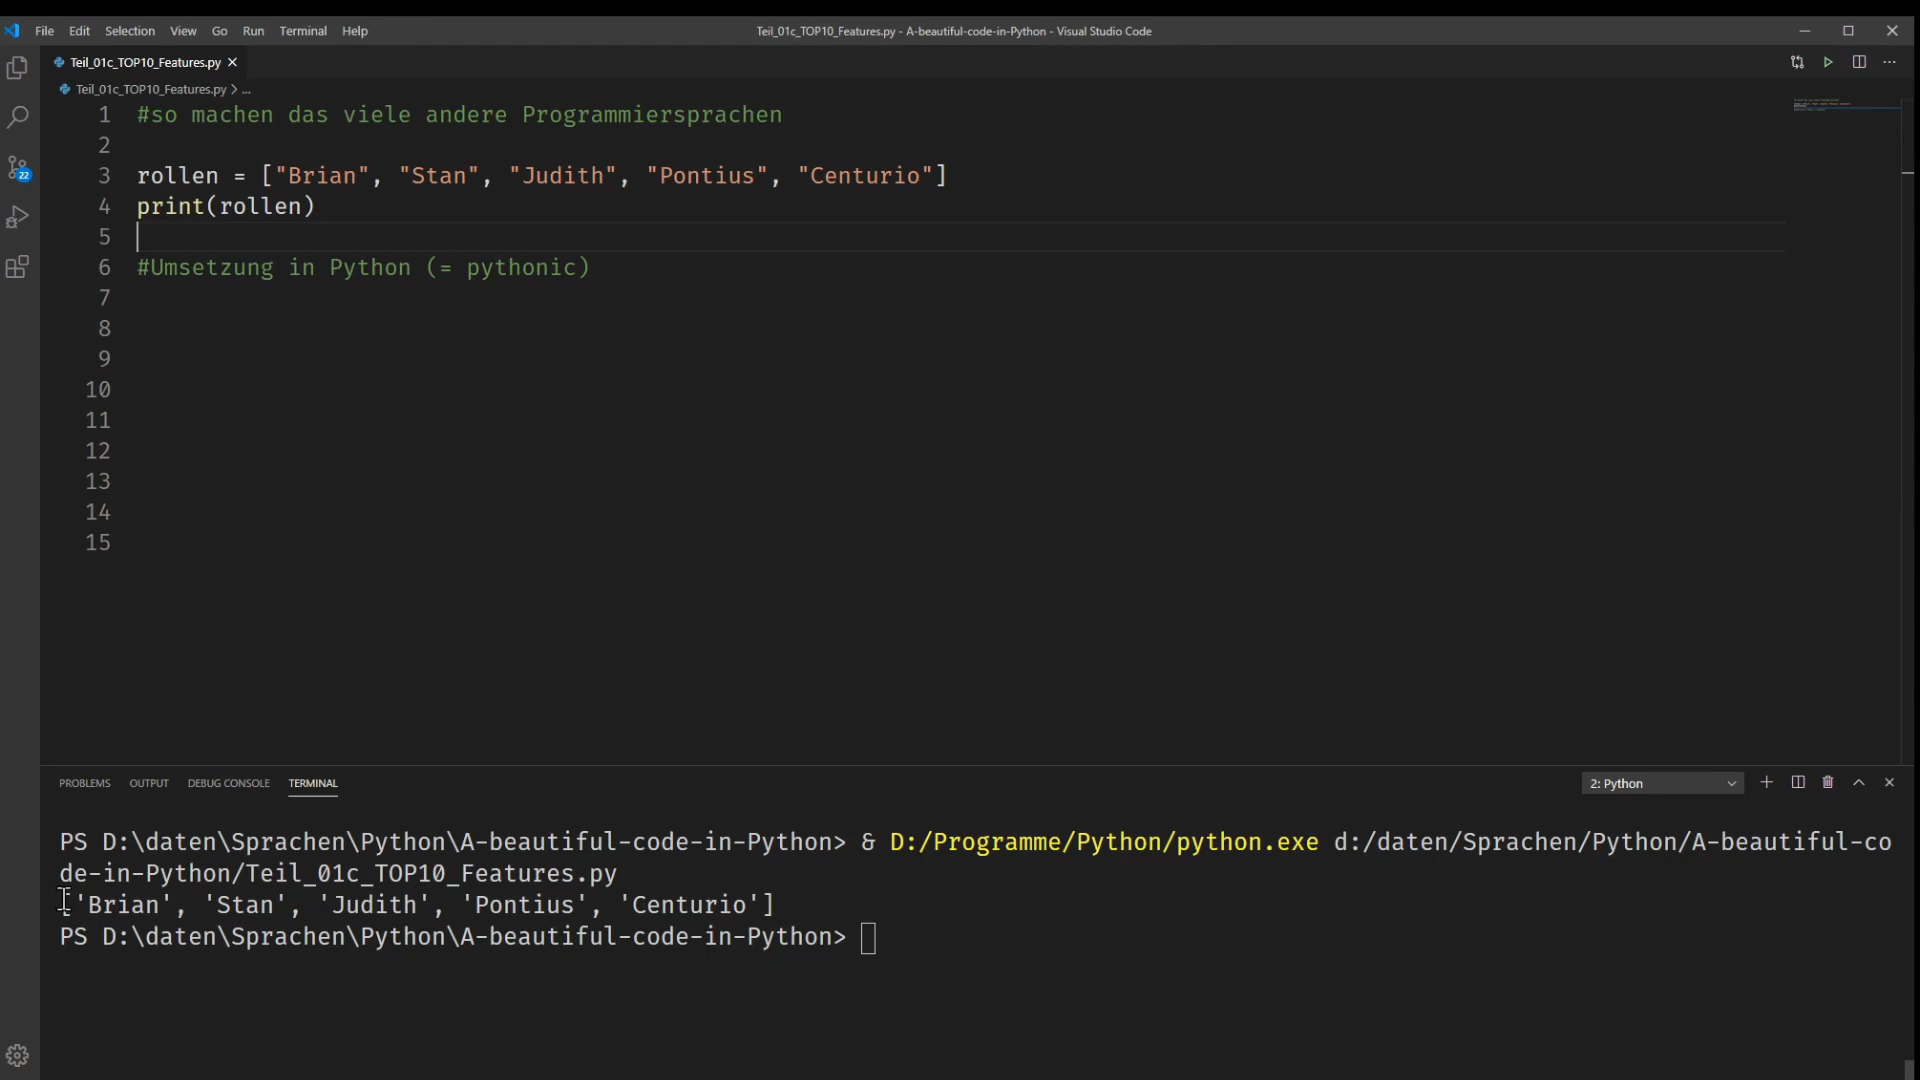 File Edit Selection View Go Run Terminal Help Teil_01c_TOP10_Features.py - A-beautiful-code-in-Python - Visual Studio Code
Teil_01c_TOP10_Features.py
Teil_01c_TOP10_Features.py > ...
1 #so machen das viele andere Programmiersprachen
2
3 rollen = ["Brian", "Stan", "Judith", "Pontius", "Centurio"]
4 print(rollen)
5
6 #Umsetzung in Python (= pythonic)
7
8
9
10
11
12
13
14
15
22
PROBLEMS OUTPUT DEBUG CONSOLE TERMINAL 2: Python
PS D:\daten\Sprachen\Python\A-beautiful-code-in-Python> & D:/Programme/Python/python.exe d:/daten/Sprachen/Python/A-beautiful-co
de-in-Python/Teil_01c_TOP10_Features.py
['Brian', 'Stan', 'Judith', 'Pontius', 'Centurio']
PS D:\daten\Sprachen\Python\A-beautiful-code-in-Python>